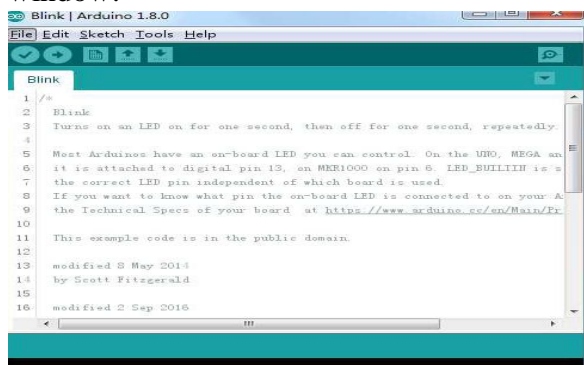 Blink | Arduino 1.8.0
File Edit Sketch Tools Help
Blink
1 /*
2 Blink
3 Turns on an LED on for one second, then off for one second, repeatedly.
4
5 Most Arduinos have an on-board LED you can control. On the UNO, MEGA an
6 it is attached to digital pin 13, on MKR1000 on pin 6. LED_BUILTIN is s
7 the correct LED pin independent of which board is used.
8 If you want to know what pin the on-board LED is connected to on your A
9 the Technical Specs of your board at https://www.arduino.cc/en/Main/Pr
10
11 This example code is in the public domain.
12
13 modified 8 May 2014
14 by Scott Fitzgerald
15
16 modified 2 Sep 2016